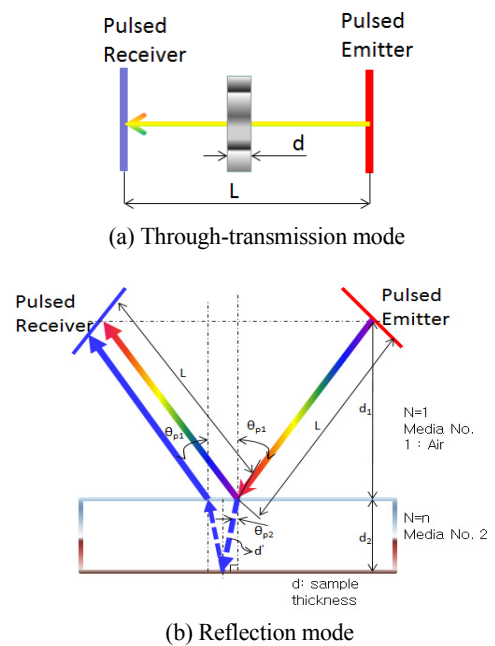 Pulsed
Receiver
Pulsed
Emitter
d
L
(a) Through-transmission mode
Pulsed
Receiver
Pulsed
Emitter
L
θp1
θp1
L
d1
N=1
Media No.
1 : Air
θp2
d'
d2
N=n
Media No. 2
d: sample
thickness
(b) Reflection mode